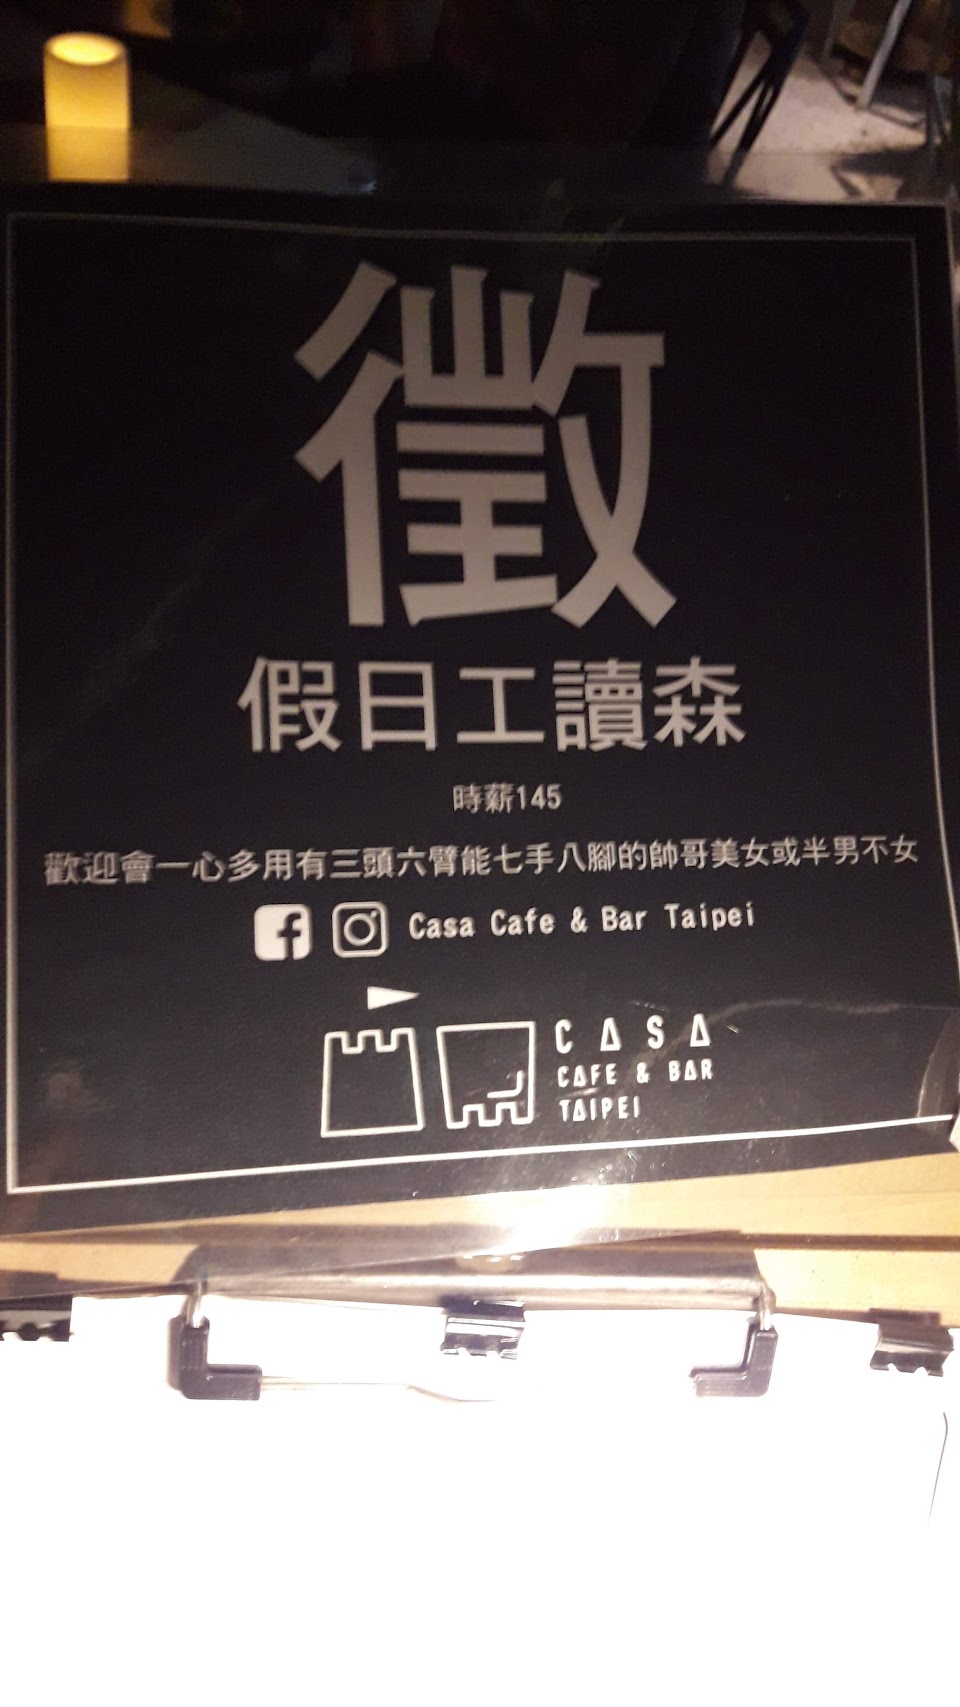 徵
假日工讀森
時薪145
歡迎會一心多用有三頭六臂能七手八腳的帥哥美女或半男不女
Casa Cafe & Bar Taipei
CASA
CAFE & BAR
TAIPEI